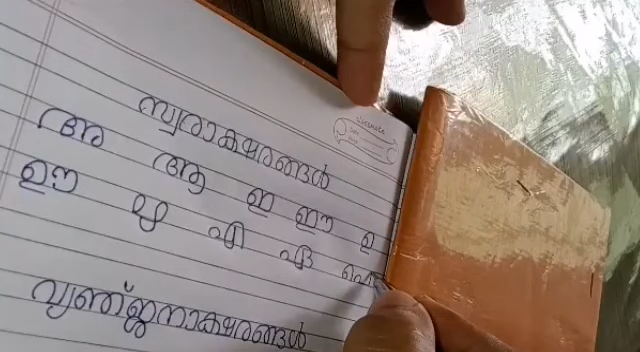 സ്വരാക്ഷരങ്ങൾ
അ ആ ഇ ഈ ഉ
ഊ ഋ എ ഏ ഐ
വ്യഞ്ജനാക്ഷരങ്ങൾ